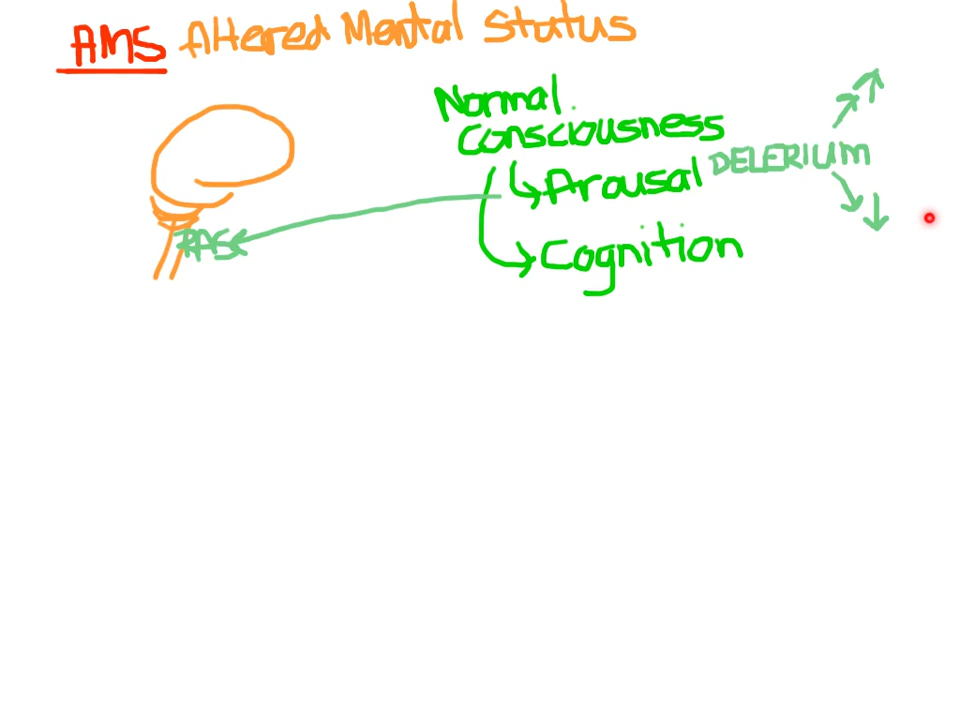 AMS Altered Mental Status
Normal
Consciousness
Arousal
DELERIUM
RAS
Cognition